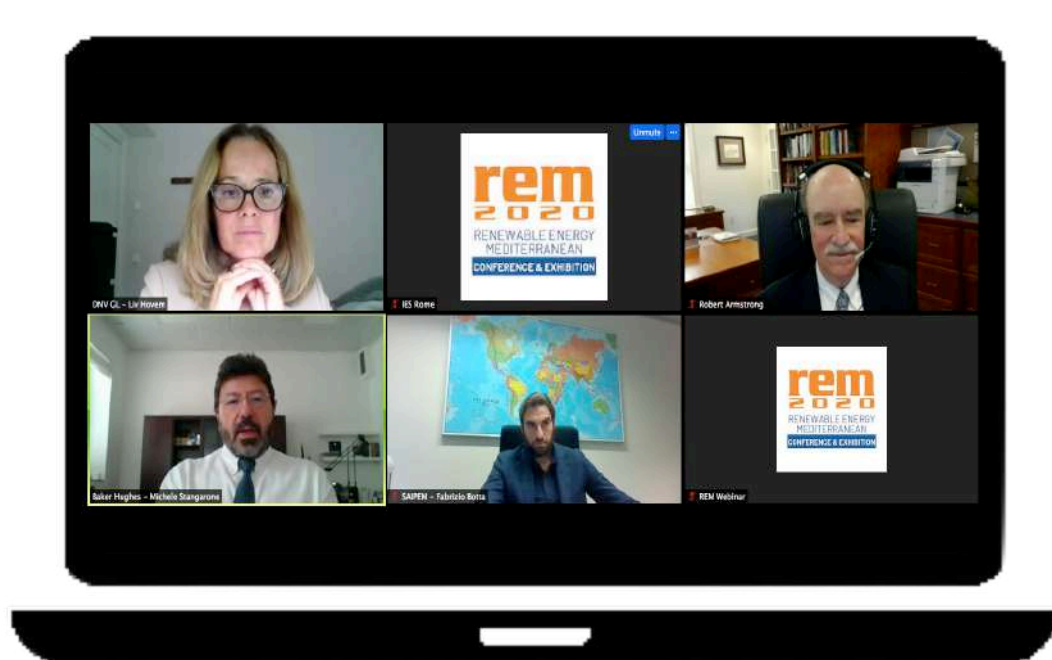 DNV GL – Liv Hovem
Unmute ...
rem
2020
RENEWABLE ENERGY
MEDITERRANEAN
CONFERENCE & EXHIBITION
IES Rome
Robert Armstrong
Baker Hughes – Michele Stangarone
SAIPEM – Fabrizio Botta
rem
2020
RENEWABLE ENERGY
MEDITERRANEAN
CONFERENCE & EXHIBITION
REM Webinar